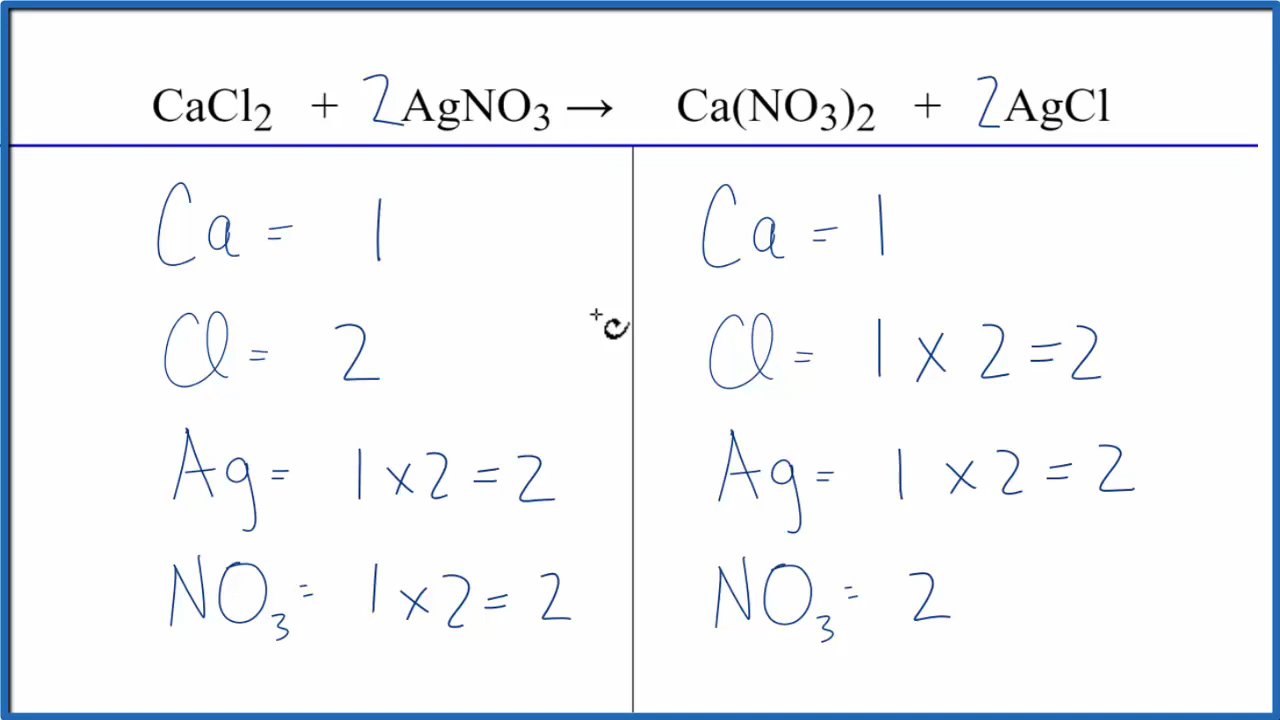 CaCl₂ + 2AgNO₃ → Ca(NO₃)₂ + 2AgCl
Ca = 1
Cl = 2
Ag = 1 x 2 = 2
NO₃ = 1 x 2 = 2
Ca = 1
Cl = 1 x 2 = 2
Ag = 1 x 2 = 2
NO₃ = 2